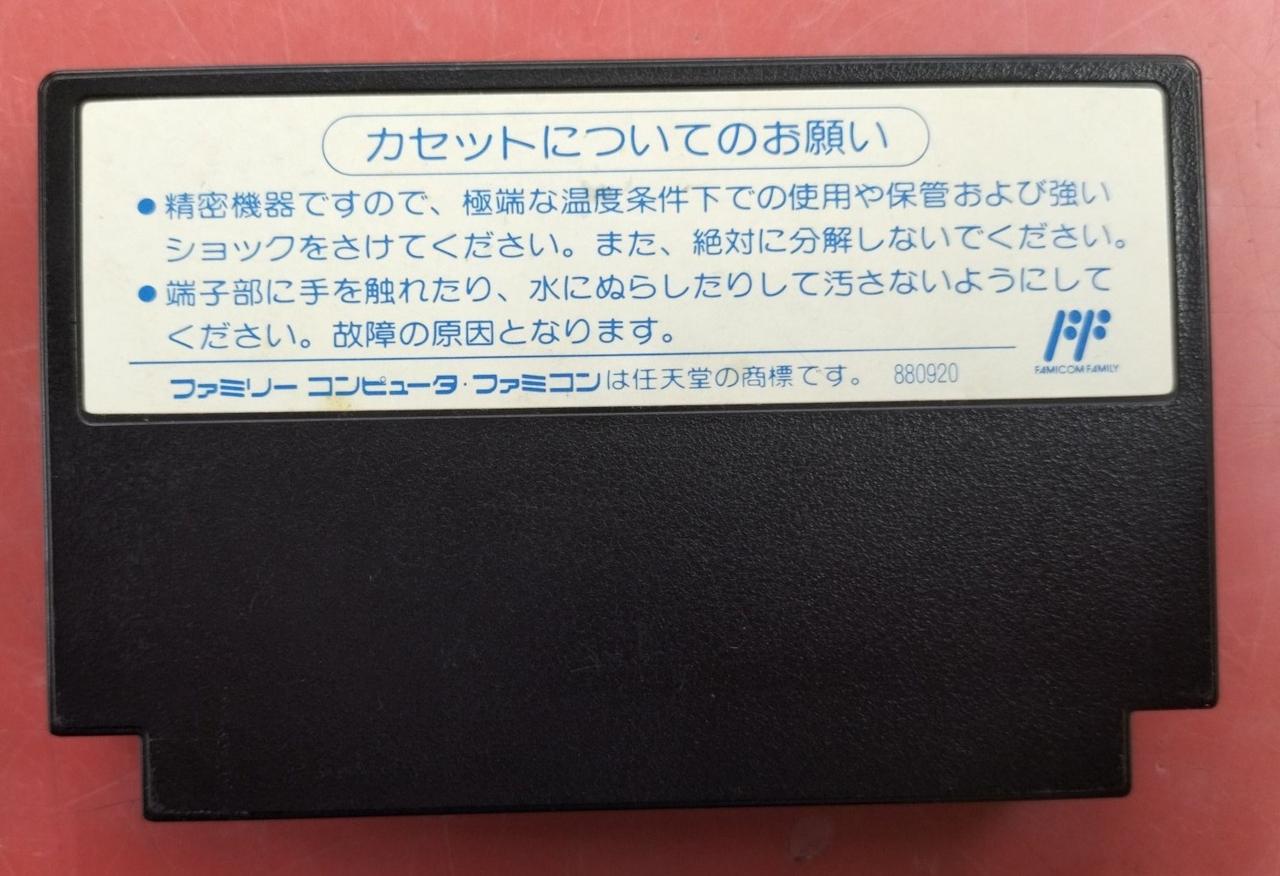 カセットについてのお願い
●精密機器ですので、極端な温度条件下での使用や保管および強い
ショックをさけてください。また、絶対に分解しないでください。
●端子部に手を触れたり、水にぬらしたりして汚さないようにして
ください。故障の原因となります。
FF
FAMICOM FAMILY
ファミリーコンピュータ・ファミコンは任天堂の商標です。 880920